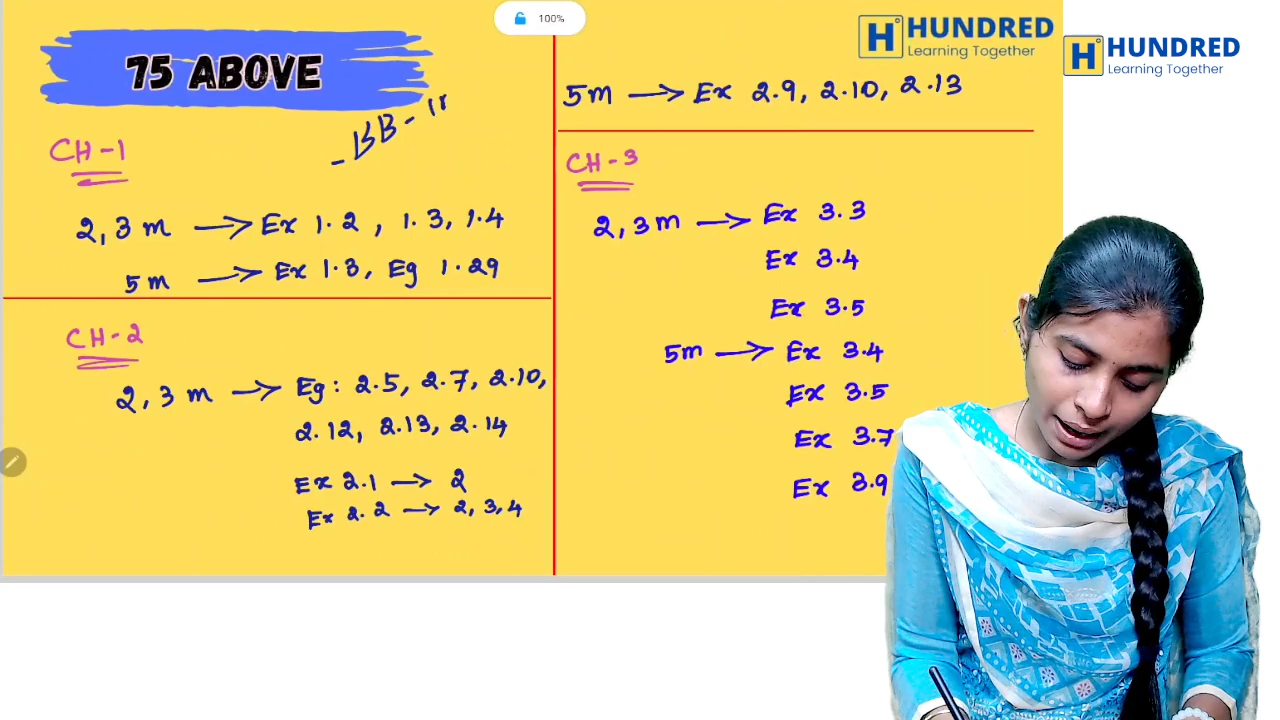 100%
75 ABOVE
- BB - 11
CH-1
2, 3 m → Ex 1.2 , 1.3, 1.4
5m → Ex 1.3, Eg 1.29
CH-2
2, 3 m → Eg: 2.5, 2.7, 2.10,
2.12, 2.13, 2.14
Ex 2.1 → 2
Ex 2.2 → 2, 3, 4
H HUNDRED
Learning Together
H HUNDRED
Learning Together
5m → Ex 2.9, 2.10, 2.13
CH-3
2, 3m → Ex 3.3
Ex 3.4
Ex 3.5
5m → Ex 3.4
Ex 3.5
Ex 3.7
Ex 3.9